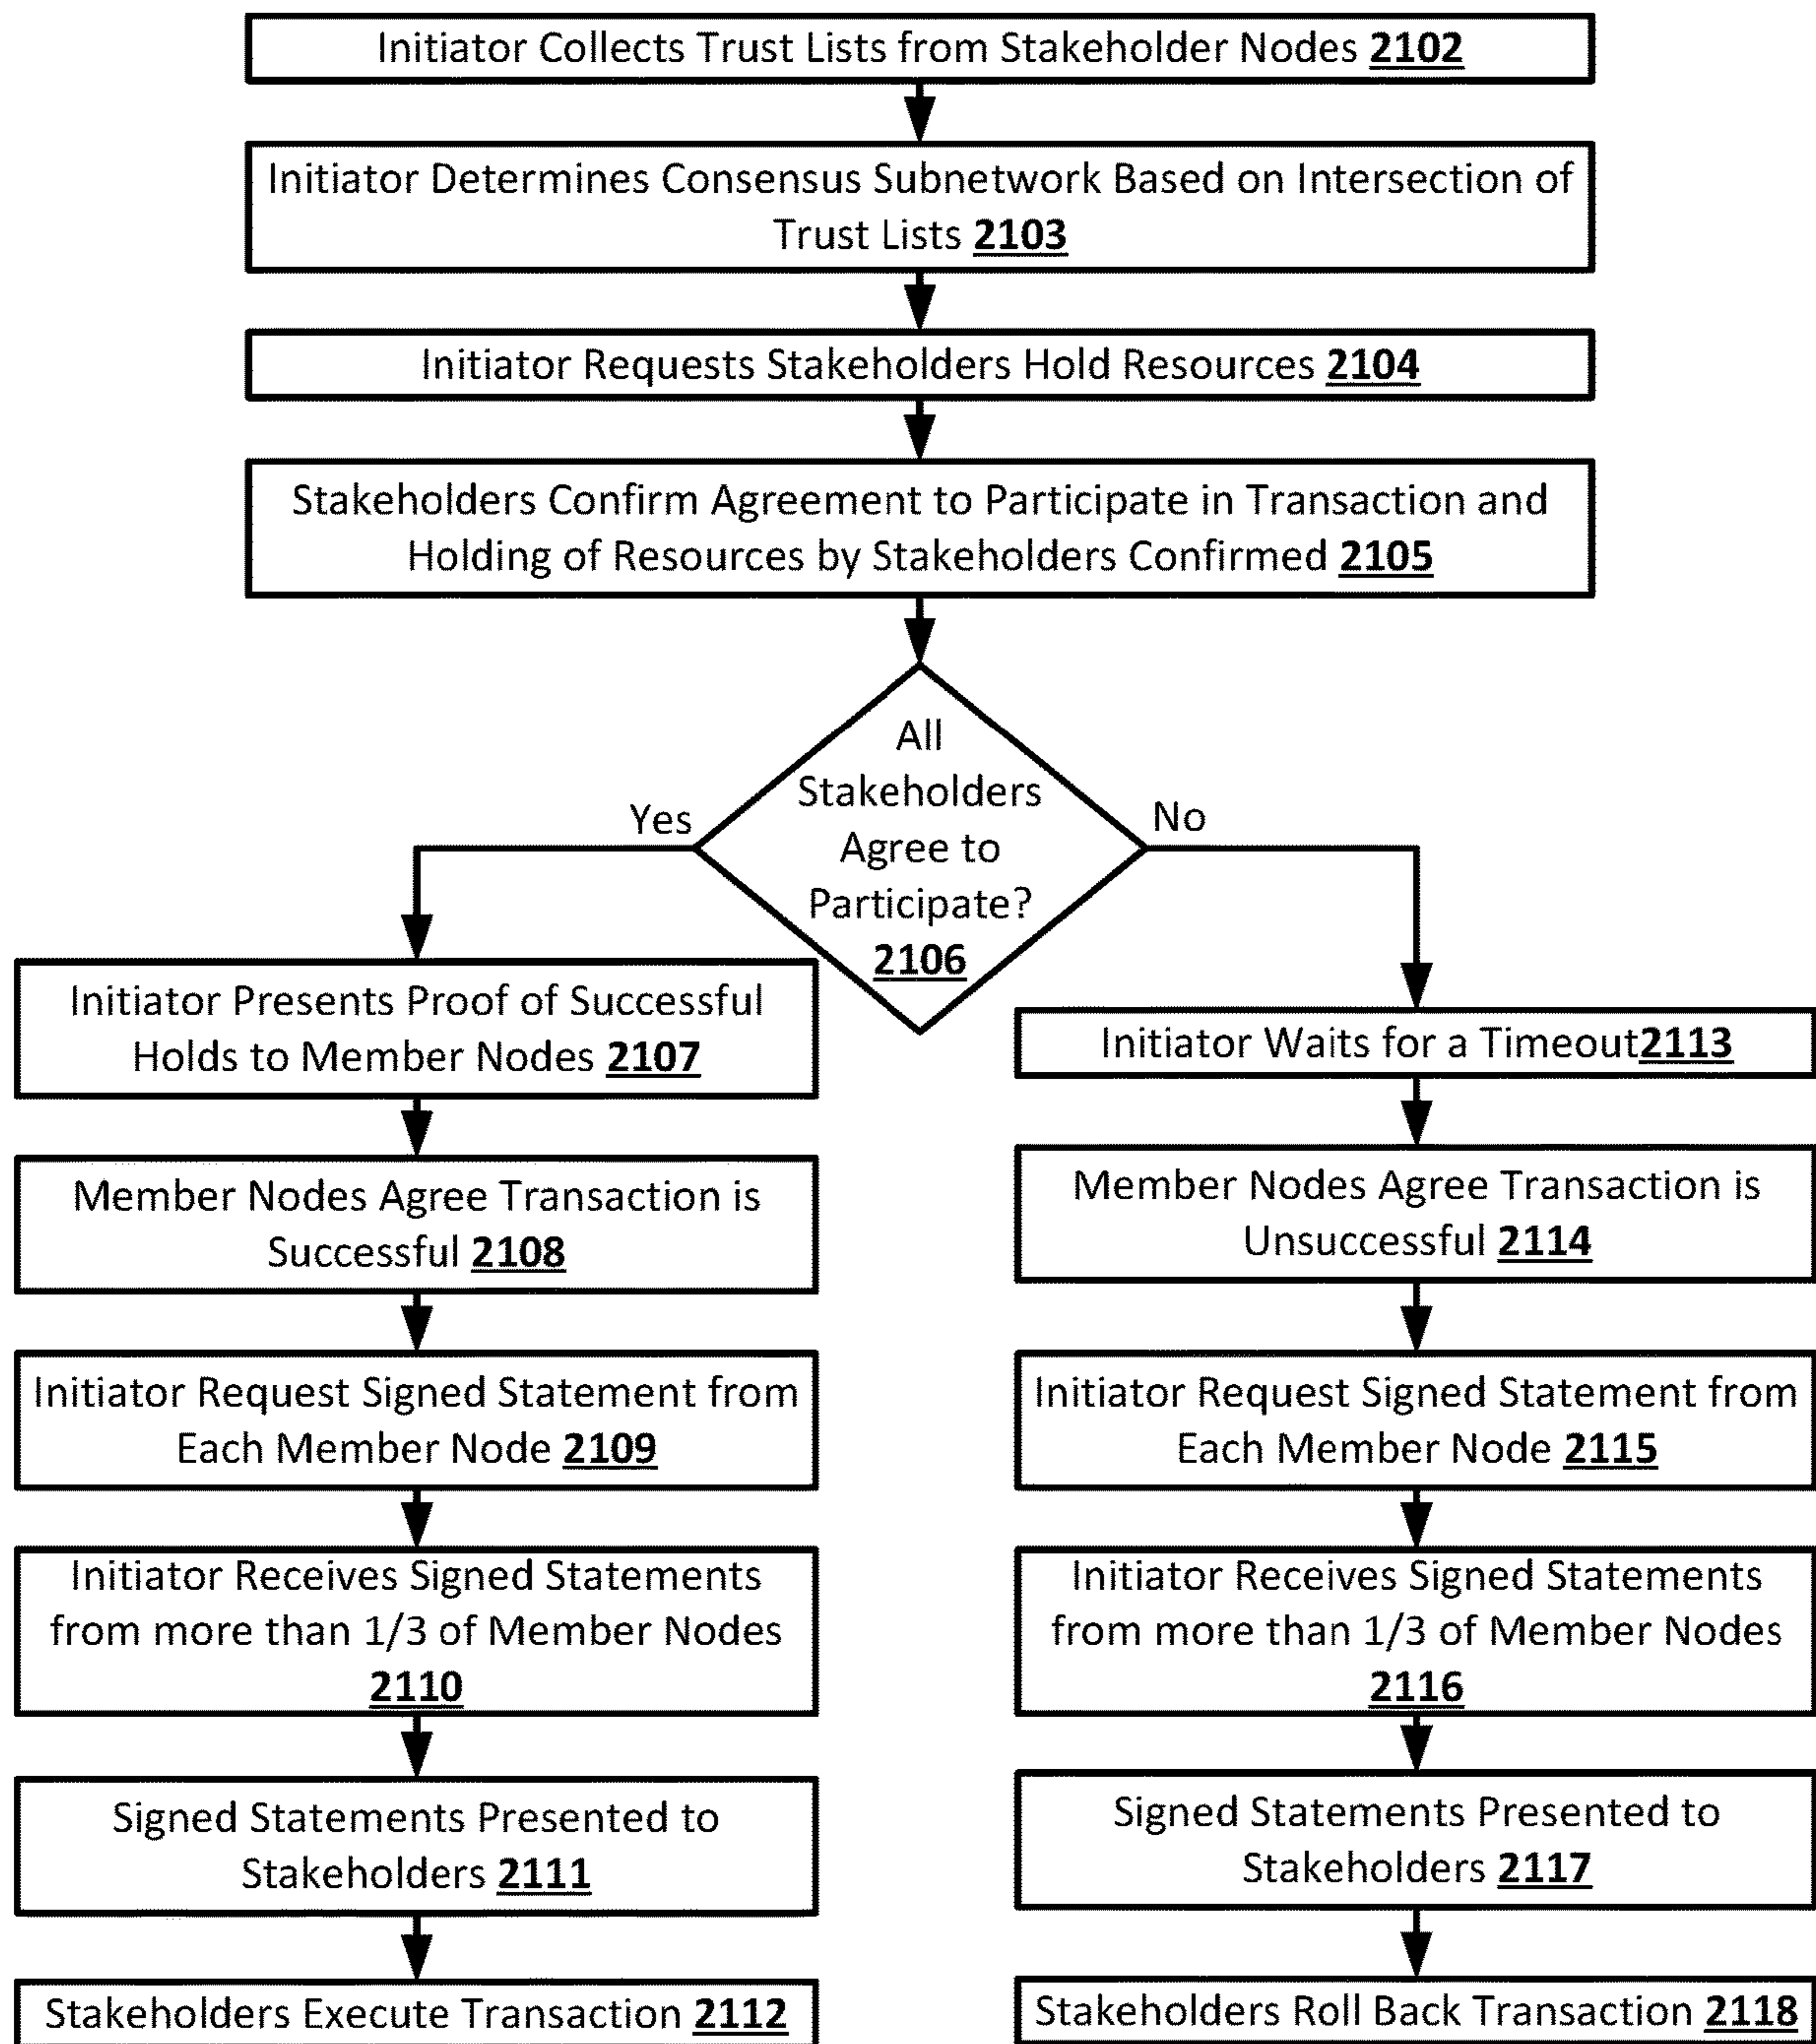 Initiator Collects Trust Lists from Stakeholder Nodes 2102
Initiator Determines Consensus Subnetwork Based on Intersection of
Trust Lists 2103
Initiator Requests Stakeholders Hold Resources 2104
Stakeholders Confirm Agreement to Participate in Transaction and
Holding of Resources by Stakeholders Confirmed 2105
All
Stakeholders
Agree to
Participate?
2106
Yes
No
Initiator Presents Proof of Successful
Holds to Member Nodes 2107
Member Nodes Agree Transaction is
Successful 2108
Initiator Request Signed Statement from
Each Member Node 2109
Initiator Receives Signed Statements
from more than 1/3 of Member Nodes
2110
Signed Statements Presented to
Stakeholders 2111
Stakeholders Execute Transaction 2112
Initiator Waits for a Timeout2113
Member Nodes Agree Transaction is
Unsuccessful 2114
Initiator Request Signed Statement from
Each Member Node 2115
Initiator Receives Signed Statements
from more than 1/3 of Member Nodes
2116
Signed Statements Presented to
Stakeholders 2117
Stakeholders Roll Back Transaction 2118